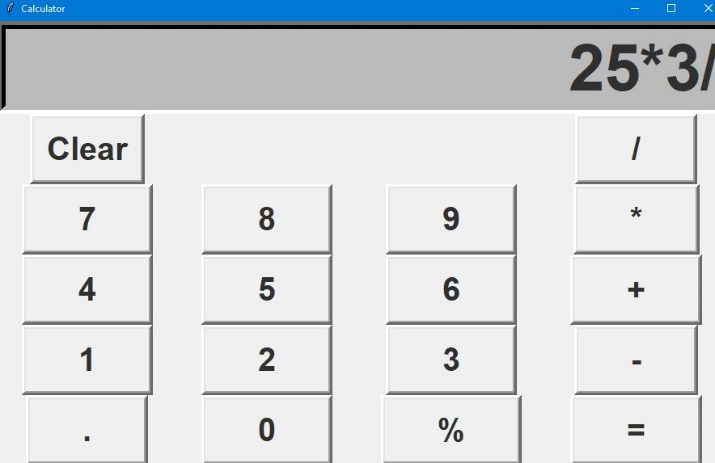 Calculator
25*3/
Clear /
7 8 9 *
4 5 6 +
1 2 3 -
. 0 % =